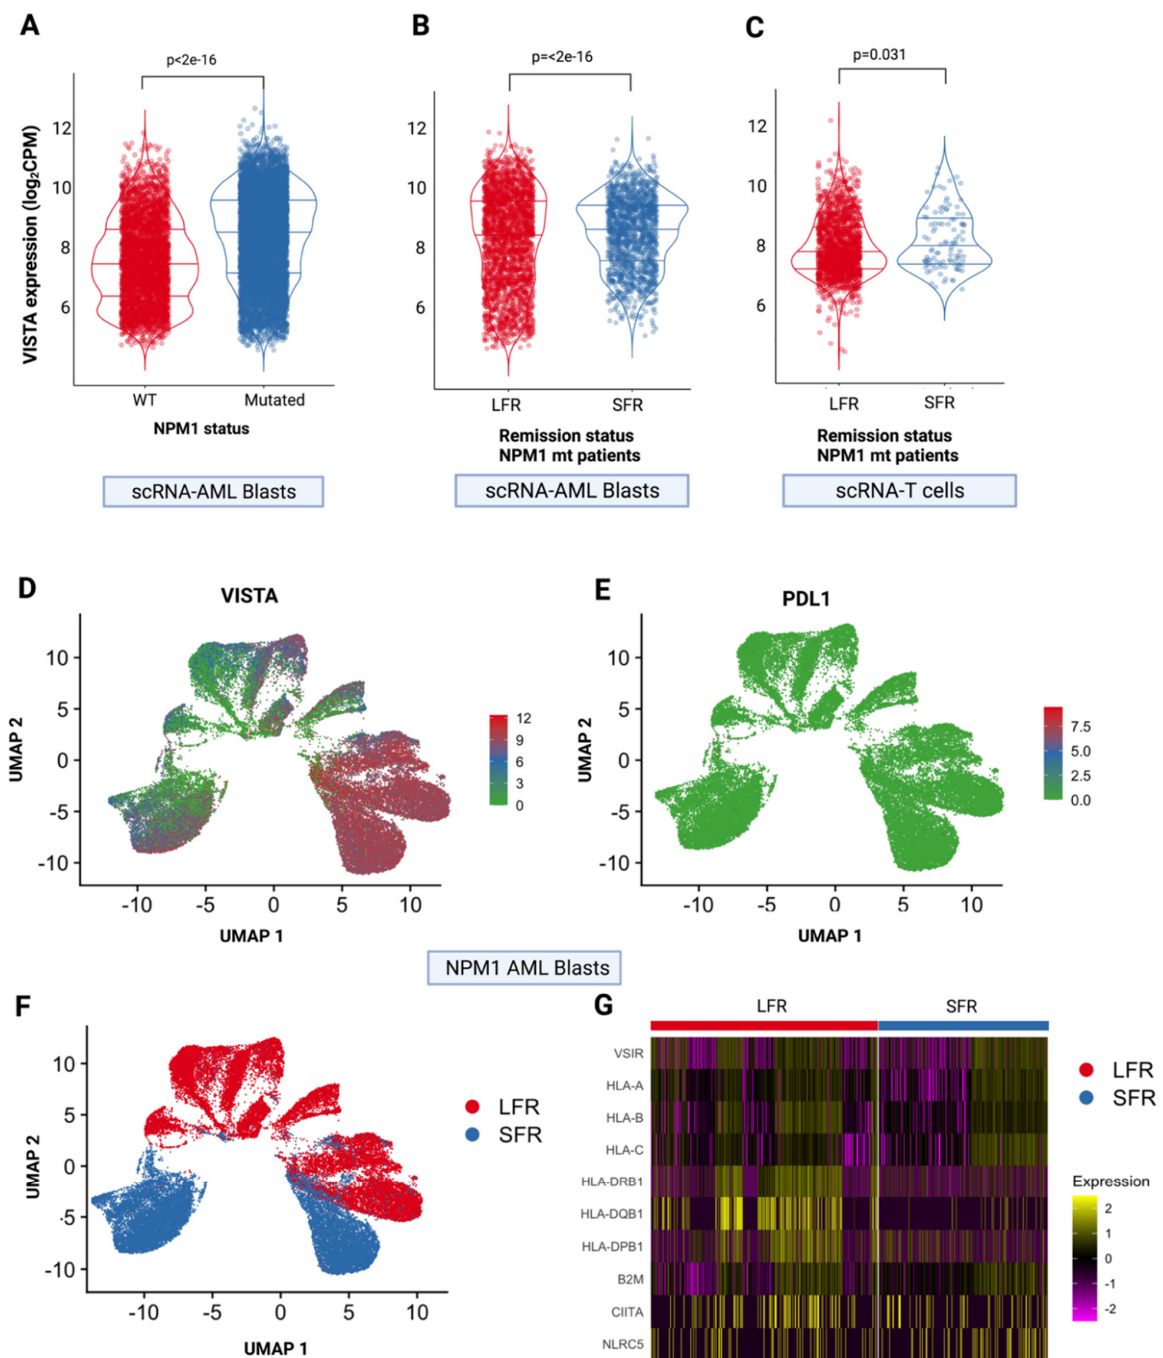 A
B
C
p<2e-16
p=<2e-16
p=0.031
VISTA expression (log₂CPM)
12
10
8
6
12
10
8
6
12
10
8
6
WT
Mutated
LFR
SFR
LFR
SFR
NPM1 status
Remission status
NPM1 mt patients
Remission status
NPM1 mt patients
scRNA-AML Blasts
scRNA-AML Blasts
scRNA-T cells
D
VISTA
UMAP 2
10
5
0
-5
-10
-10
-5
0
5
10
UMAP 1
12
9
6
3
0
E
PDL1
UMAP 2
10
5
0
-5
-10
-10
-5
0
5
10
UMAP 1
7.5
5.0
2.5
0.0
NPM1 AML Blasts
F
UMAP 2
10
5
0
-5
-10
-10
-5
0
5
10
UMAP 1
LFR
SFR
G
LFR
SFR
VSIR
HLA-A
HLA-B
HLA-C
HLA-DRB1
HLA-DQB1
HLA-DPB1
B2M
CIITA
NLRC5
LFR
SFR
Expression
2
1
0
-1
-2